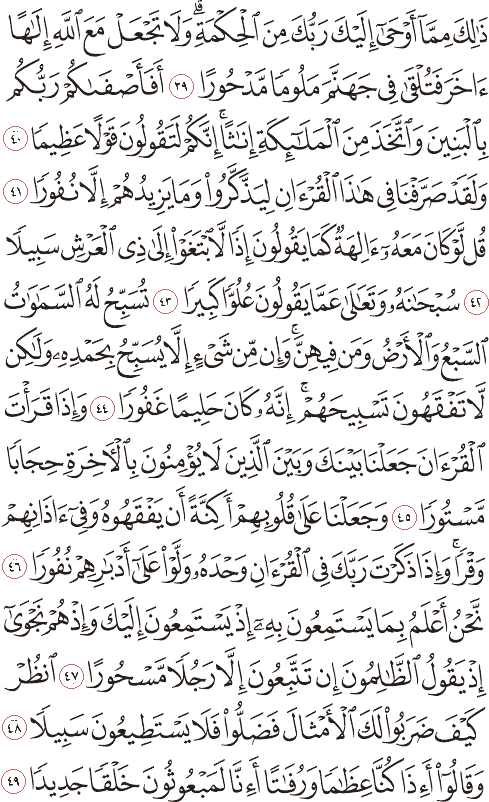 ذَٰلِكَ مِمَّآ أَوۡحَىٰٓ إِلَيۡكَ رَبُّكَ مِنَ ٱلۡحِكۡمَةِۗ وَلَا تَجۡعَلۡ مَعَ ٱللَّهِ إِلَٰهًا
ءَاخَرَ فَتُلۡقَىٰ فِي جَهَنَّمَ مَلُومٗا مَّدۡحُورًا ٣٩ أَفَأَصۡفَىٰكُمۡ رَبُّكُم
بِٱلۡبَنِينَ وَٱتَّخَذَ مِنَ ٱلۡمَلَٰٓئِكَةِ إِنَٰثًاۚ إِنَّكُمۡ لَتَقُولُونَ قَوۡلًا عَظِيمٗا ٤٠
وَلَقَدۡ صَرَّفۡنَا فِي هَٰذَا ٱلۡقُرۡءَانِ لِيَذَّكَّرُواْ وَمَا يَزِيدُهُمۡ إِلَّا نُفُورٗا ٤١
قُل لَّوۡ كَانَ مَعَهُۥٓ ءَالِهَةٞ كَمَا يَقُولُونَ إِذٗا لَّٱبۡتَغَوۡاْ إِلَىٰ ذِي ٱلۡعَرۡشِ سَبِيلٗا
٤٢ سُبۡحَٰنَهُۥ وَتَعَٰلَىٰ عَمَّا يَقُولُونَ عُلُوّٗا كَبِيرٗا ٤٣ تُسَبِّحُ لَهُ ٱلسَّمَٰوَٰتُ
ٱلسَّبۡعُ وَٱلۡأَرۡضُ وَمَن فِيهِنَّۚ وَإِن مِّن شَيۡءٍ إِلَّا يُسَبِّحُ بِحَمۡدِهِۦ وَلَٰكِن
لَّا تَفۡقَهُونَ تَسۡبِيحَهُمۡۚ إِنَّهُۥ كَانَ حَلِيمًا غَفُورٗا ٤٤ وَإِذَا قَرَأۡتَ
ٱلۡقُرۡءَانَ جَعَلۡنَا بَيۡنَكَ وَبَيۡنَ ٱلَّذِينَ لَا يُؤۡمِنُونَ بِٱلۡأٓخِرَةِ حِجَابٗا
مَّسۡتُورٗا ٤٥ وَجَعَلۡنَا عَلَىٰ قُلُوبِهِمۡ أَكِنَّةً أَن يَفۡقَهُوهُ وَفِيٓ ءَاذَانِهِمۡ
وَقۡرٗاۚ وَإِذَا ذَكَرۡتَ رَبَّكَ فِي ٱلۡقُرۡءَانِ وَحۡدَهُۥ وَلَّوۡاْ عَلَىٰٓ أَدۡبَٰرِهِمۡ نُفُورٗا ٤٦
نَّحۡنُ أَعۡلَمُ بِمَا يَسۡتَمِعُونَ بِهِۦٓ إِذۡ يَسۡتَمِعُونَ إِلَيۡكَ وَإِذۡ هُمۡ نَجۡوَىٰٓ
إِذۡ يَقُولُ ٱلظَّٰلِمُونَ إِن تَتَّبِعُونَ إِلَّا رَجُلٗا مَّسۡحُورًا ٤٧ ٱنظُرۡ
كَيۡفَ ضَرَبُواْ لَكَ ٱلۡأَمۡثَالَ فَضَلُّواْ فَلَا يَسۡتَطِيعُونَ سَبِيلٗا ٤٨
وَقَالُوٓاْ أَءِذَا كُنَّا عِظَٰمٗا وَرُفَٰتًا أَءِنَّا لَمَبۡعُوثُونَ خَلۡقٗا جَدِيدٗا ٤٩